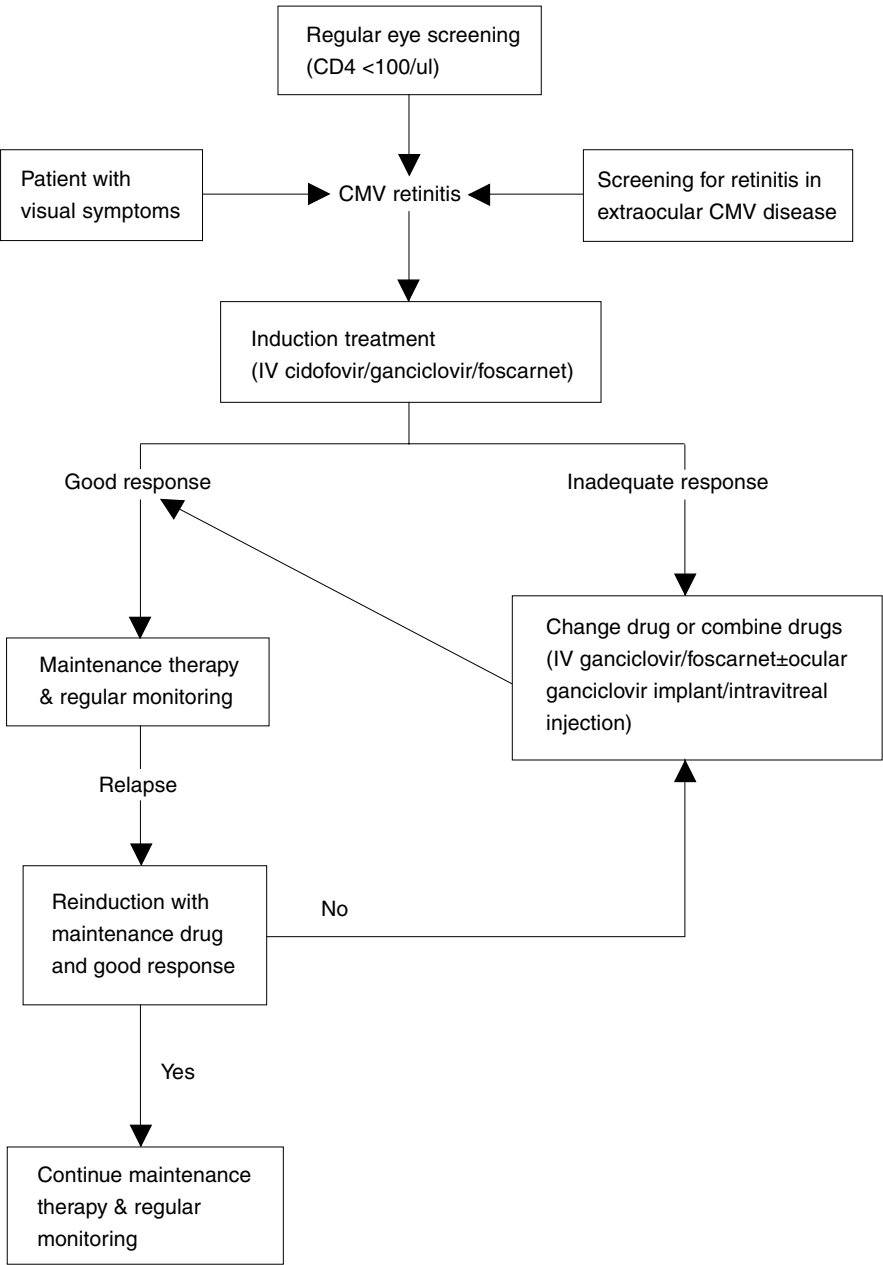 Regular eye screening
(CD4 <100/ul)
Patient with
visual symptoms
CMV retinitis
Screening for retinitis in
extraocular CMV disease
Induction treatment
(IV cidofovir/ganciclovir/foscarnet)
Good response
Inadequate response
Change drug or combine drugs
(IV ganciclovir/foscarnet±ocular
ganciclovir implant/intravitreal
injection)
Maintenance therapy
& regular monitoring
Relapse
Reinduction with
maintenance drug
and good response
No
Yes
Continue maintenance
therapy & regular
monitoring